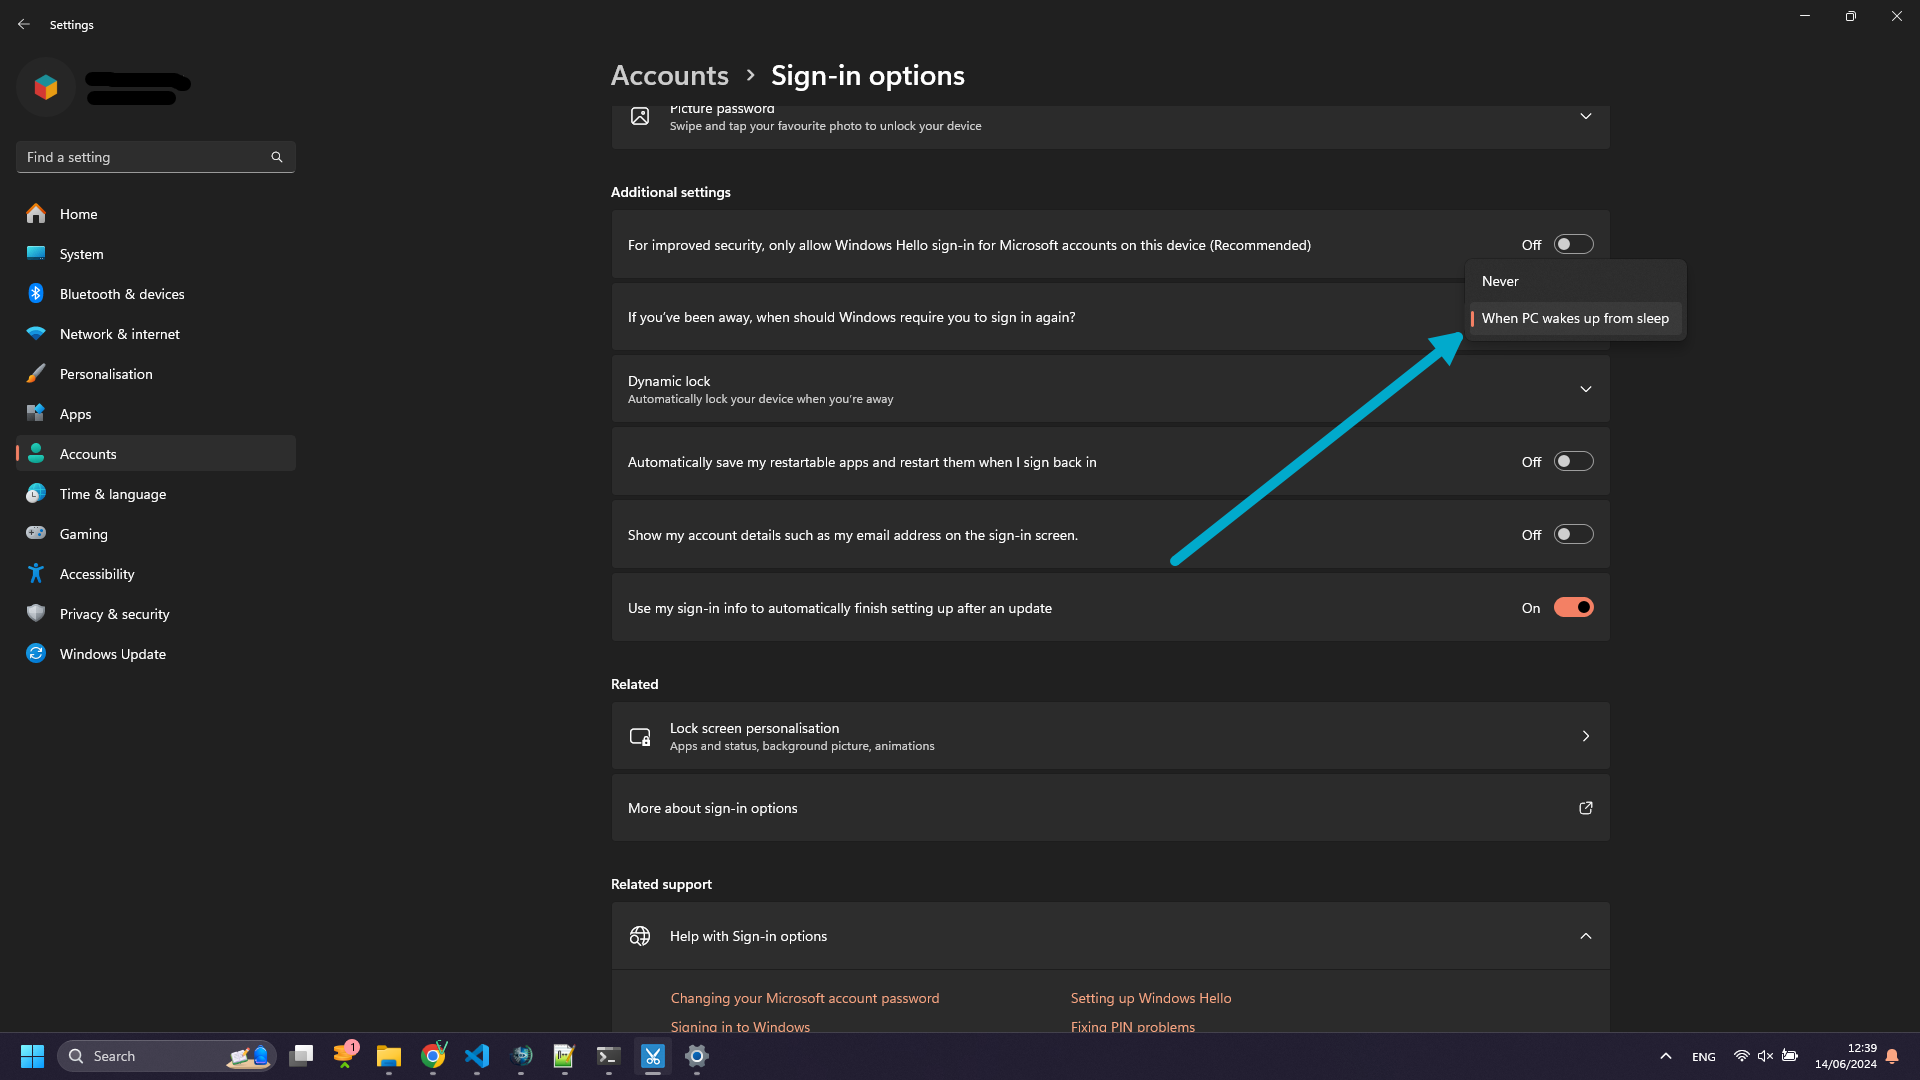 Settings
Find a setting
Home
System
Bluetooth & devices
Network & internet
Personalisation
Apps
Accounts
Time & language
Gaming
Accessibility
Privacy & security
Windows Update
Accounts > Sign-in options
Picture password
Swipe and tap your favourite photo to unlock your device
Additional settings
For improved security, only allow Windows Hello sign-in for Microsoft accounts on this device (Recommended)
Off
If you've been away, when should Windows require you to sign in again?
Never
When PC wakes up from sleep
Dynamic lock
Automatically lock your device when you're away
Automatically save my restartable apps and restart them when I sign back in
Off
Show my account details such as my email address on the sign-in screen.
Off
Use my sign-in info to automatically finish setting up after an update
On
Related
Lock screen personalisation
Apps and status, background picture, animations
More about sign-in options
Related support
Help with Sign-in options
Changing your Microsoft account password
Setting up Windows Hello
Signing in to Windows
Fixing PIN problems
Search
1
ENG
12:39
14/06/2024